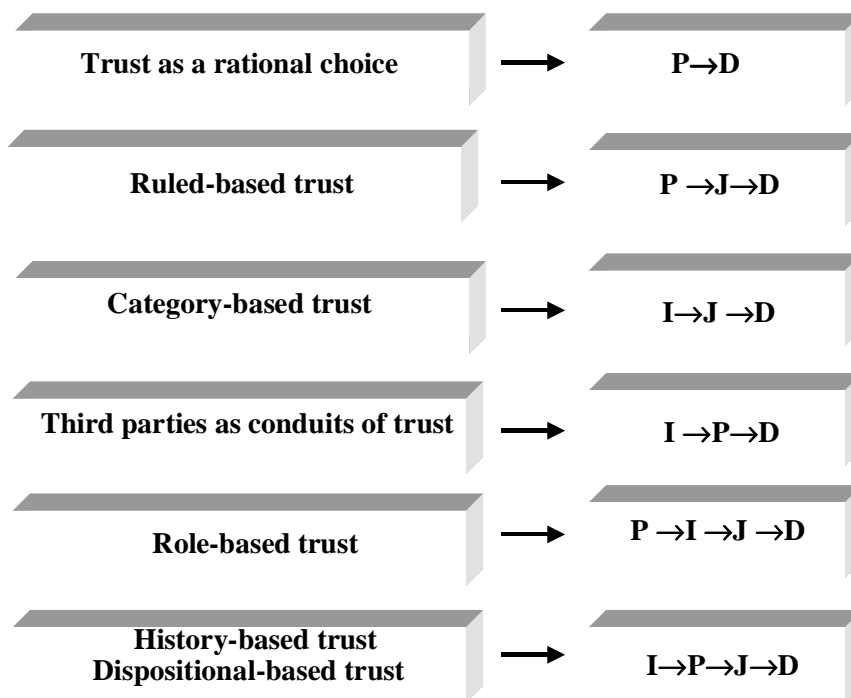 Trust as a rational choice
P→D
Ruled-based trust
P →J→D
Category-based trust
I→J →D
Third parties as conduits of trust
I →P→D
Role-based trust
P →I →J →D
History-based trust
Dispositional-based trust
I→P→J→D